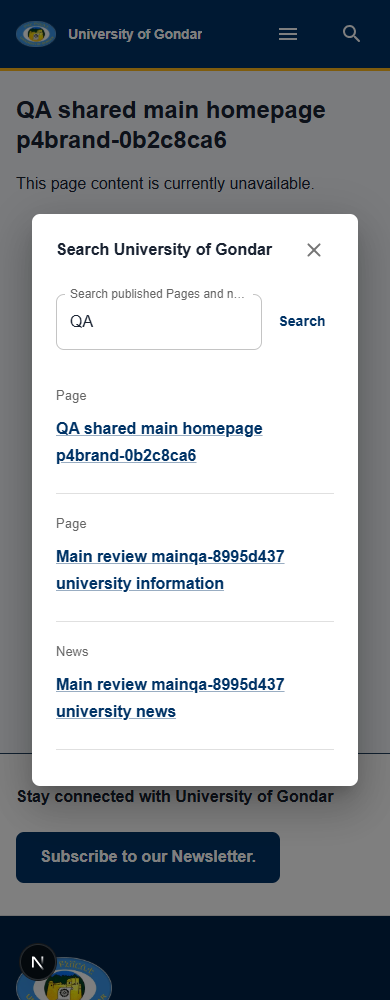 University of Gondar
QA shared main homepage
p4brand-0b2c8ca6
This page content is currently unavailable.
Search University of Gondar
Search published Pages and n…
QA
Search
Page
QA shared main homepage
p4brand-0b2c8ca6
Page
Main review mainqa-8995d437
university information
News
Main review mainqa-8995d437
university news
Stay connected with University of Gondar
Subscribe to our Newsletter.
N